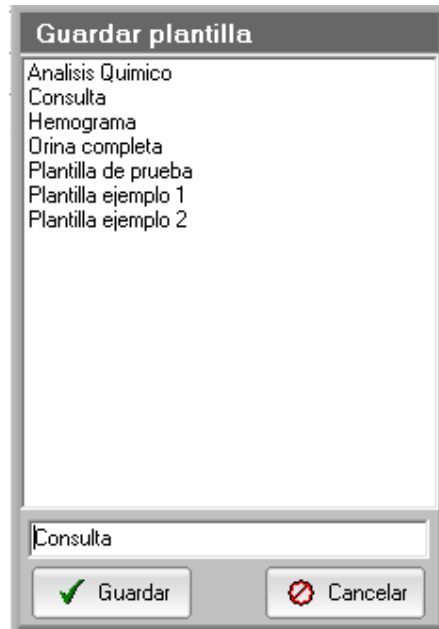 Guardar plantilla
Analisis Quimico
Consulta
Hemograma
Orina completa
Plantilla de prueba
Plantilla ejemplo 1
Plantilla ejemplo 2
Consulta
Guardar
Cancelar